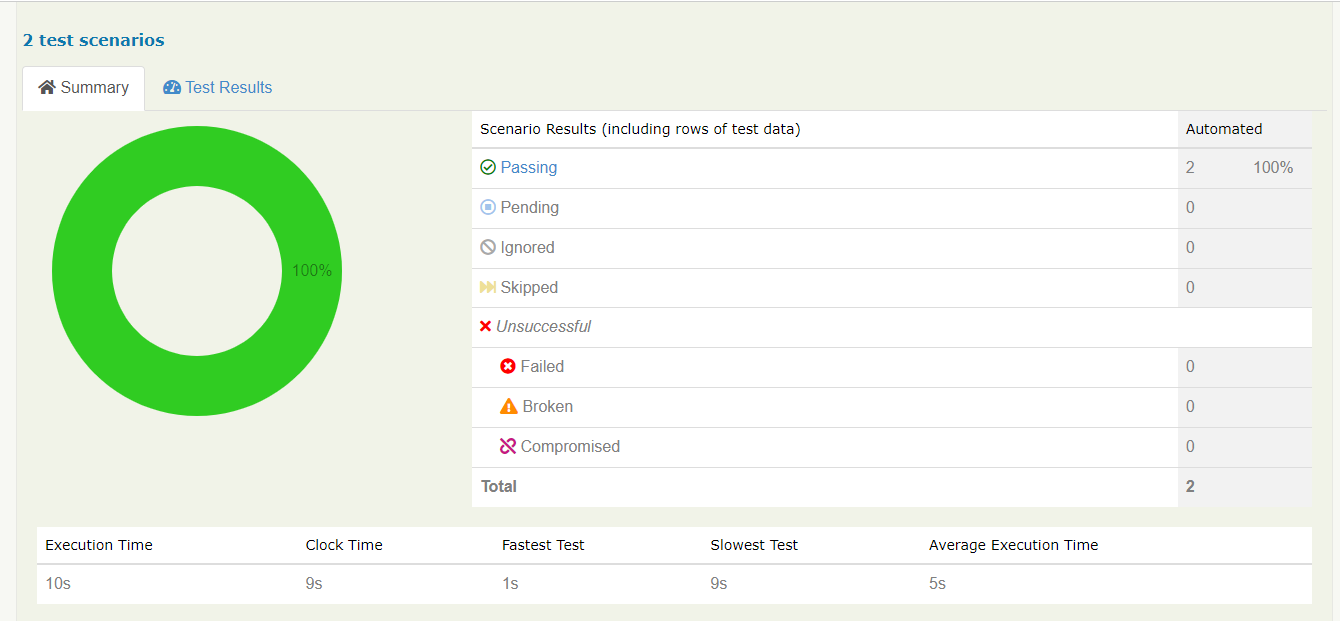 2 test scenarios
Summary Test Results
100%
Scenario Results (including rows of test data) Automated
Passing 2 100%
Pending 0
Ignored 0
Skipped 0
Unsuccessful
Failed 0
Broken 0
Compromised 0
Total 2
Execution Time Clock Time Fastest Test Slowest Test Average Execution Time
10s 9s 1s 9s 5s